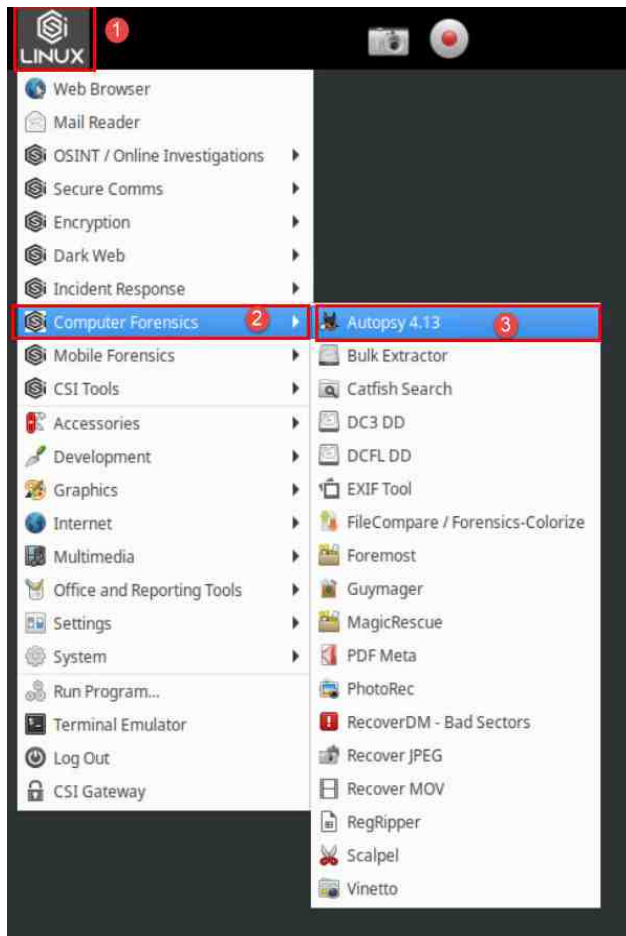 Si
LINUX
1
Web Browser
Mail Reader
OSINT / Online Investigations
Secure Comms
Encryption
Dark Web
Incident Response
Computer Forensics 2
Mobile Forensics
CSI Tools
Accessories
Development
Graphics
Internet
Multimedia
Office and Reporting Tools
Settings
System
Run Program...
Terminal Emulator
Log Out
CSI Gateway
Autopsy 4.13 3
Bulk Extractor
Catfish Search
DC3 DD
DCFL DD
EXIF Tool
FileCompare / Forensics-Colorize
Foremost
Guymager
MagicRescue
PDF Meta
PhotoRec
RecoverDM - Bad Sectors
Recover JPEG
Recover MOV
RegRipper
Scalpel
Vinetto